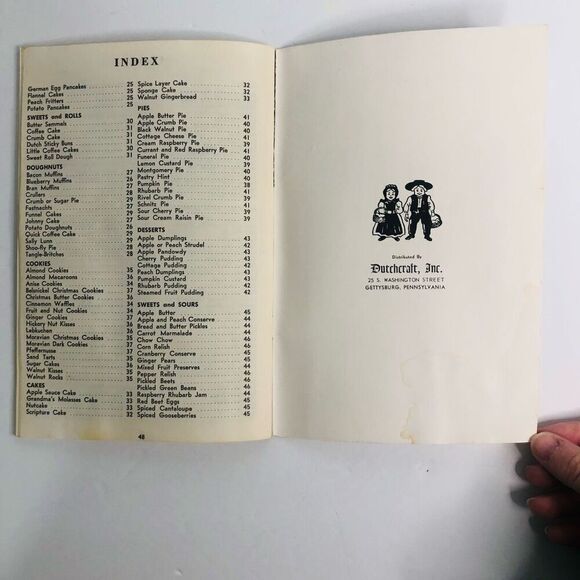 INDEX
German Egg Pancakes 25
Flannel Cakes 25
Peach Fritters 25
Potato Pancakes 25
SWEETS and ROLLS
Butter Semmels 30
Coffee Cake 31
Crumb Cake 31
Dutch Sticky Buns 31
Little Coffee Cakes 30
Sweet Roll Dough 31
DOUGHNUTS
Bacon Muffins 27
Blueberry Muffins 26
Bran Muffins 27
Crullers 28
Crumb or Sugar Pie 29
Fastnachts 27
Funnel Cakes 29
Johnny Cake 27
Potato Doughnuts 26
Quick Coffee Cake 28
Sally Lunn 29
Shoo-fly Pie 28
Tangle-Britches 28
COOKIES
Almond Cookies 35
Almond Macaroons 36
Anise Cookies 34
Belsnickel Christmas Cookies 37
Christmas Butter Cookies 36
Cinnamon Waffles 34
Fruit and Nut Cookies 34
Ginger Cookies 37
Hickory Nut Kisses 34
Lebkuchen 36
Moravian Christmas Cookies 35
Moravian Dark Cookies 37
Pfeffernusse 37
Sand Tarts 35
Sugar Cakes 36
Walnut Kisses 35
Walnut Rocks 35
CAKES
Apple Sauce Cake 33
Grandma's Molasses Cake 33
Nutcake 33
Scripture Cake 32
Spice Layer Cake 32
Sponge Cake 32
Walnut Gingerbread 33
PIES
Apple Butter Pie 41
Apple Crumb Pie 40
Black Walnut Pie 40
Cottage Cheese Pie 41
Cream Raspberry Pie 39
Currant and Red Raspberry Pie 41
Funeral Pie 40
Lemon Custard Pie 39
Montgomery Pie 40
Pastry Hint 40
Pumpkin Pie 38
Rhubarb Pie 41
Rivel Crumb Pie 39
Schnitz Pie 41
Sour Cherry Pie 39
Sour Cream Raisin Pie 39
DESSERTS
Apple Dumplings 43
Apple or Peach Strudel 42
Apple Pandowdy 43
Cherry Pudding 43
Cottage Pudding 42
Peach Dumplings 43
Pumpkin Custard 43
Rhubarb Pudding 42
Steamed Fruit Pudding 42
SWEETS and SOURS
Apple Butter 45
Apple and Peach Conserve 44
Bread and Butter Pickles 44
Carrot Marmalade 44
Chow Chow 46
Corn Relish 46
Cranberry Conserve 45
Ginger Pears 45
Mixed Fruit Preserves 44
Pepper Relish 46
Pickled Beets 46
Pickled Green Beans 46
Raspberry Rhubarb Jam 44
Red Beet Eggs 45
Spiced Cantaloupe 45
Spiced Gooseberries 45
48
Distributed By
Dutchcraft, Inc.
25 S. WASHINGTON STREET
GETTYSBURG, PENNSYLVANIA